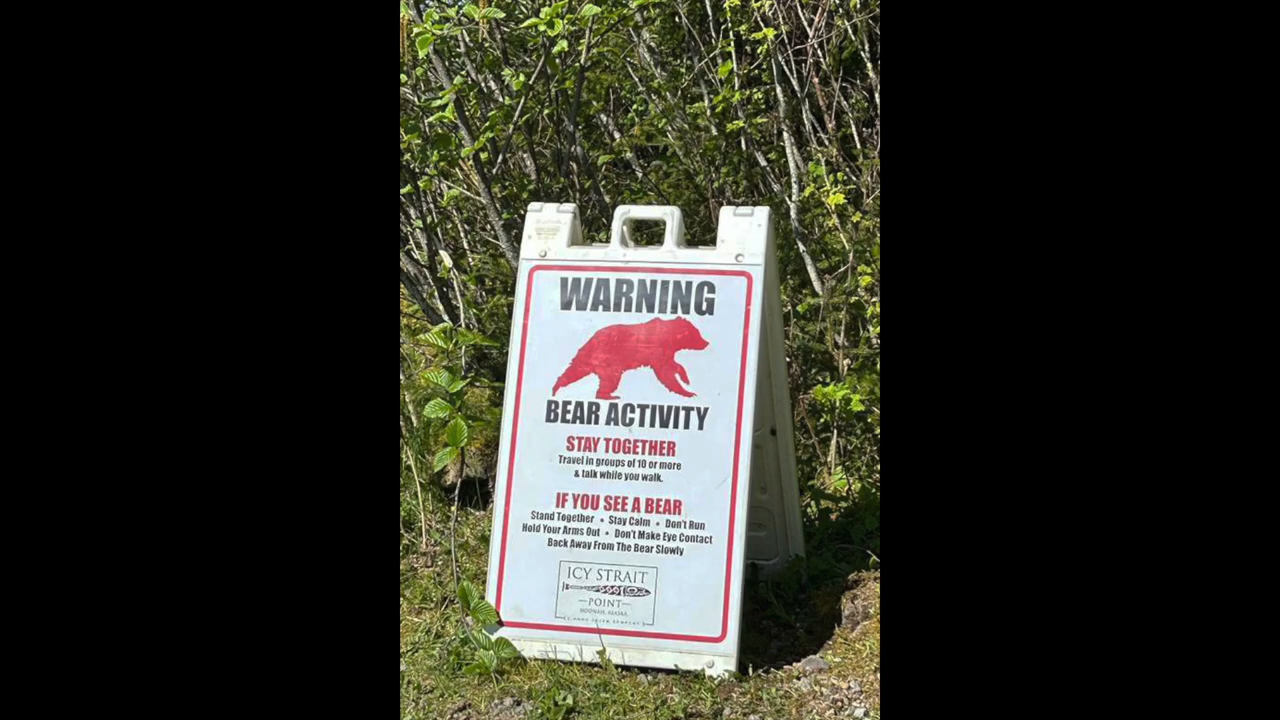 WARNING
BEAR ACTIVITY
STAY TOGETHER
Travel in groups of 10 or more
& talk while you walk.
IF YOU SEE A BEAR
Stand Together • Stay Calm • Don't Run
Hold Your Arms Out • Don't Make Eye Contact
Back Away From The Bear Slowly
ICY STRAIT
POINT
HOONAH, ALASKA